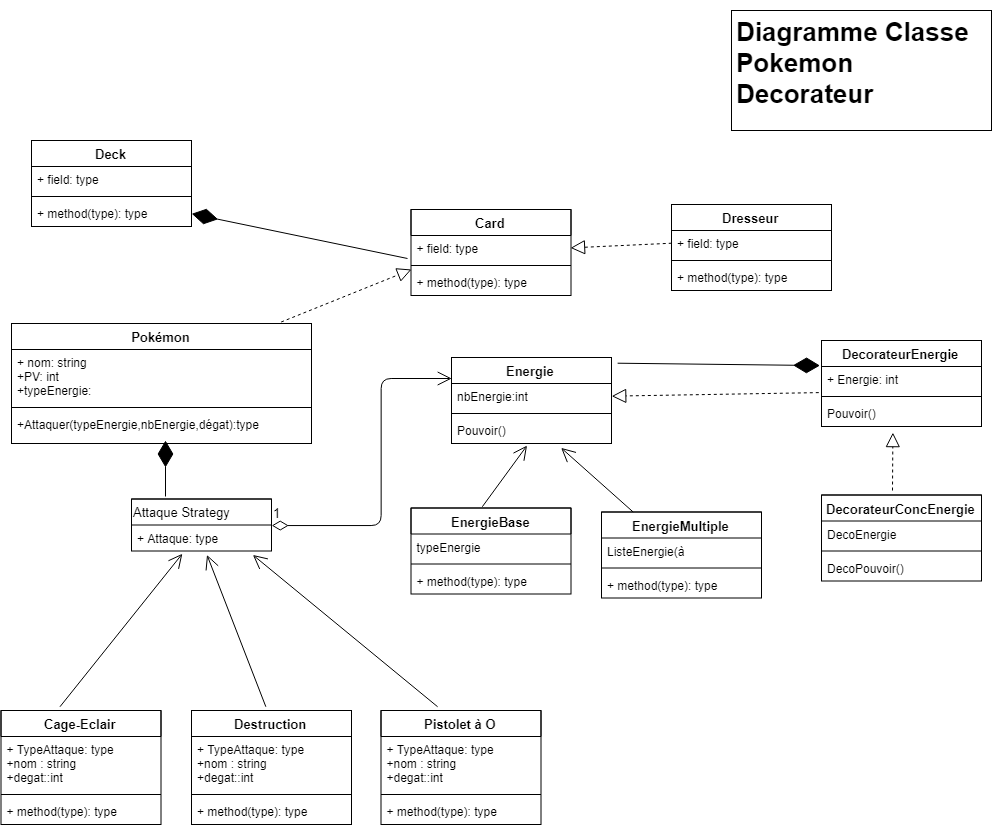 Diagramme Classe
Pokemon
Decorateur
Deck
+ field: type
+ method(type): type
Card
+ field: type
+ method(type): type
Dresseur
+ field: type
+ method(type): type
Pokémon
+ nom: string
+PV: int
+typeEnergie:
+Attaquer(typeEnergie,nbEnergie,dégat):type
Energie
nbEnergie:int
Pouvoir()
DecorateurEnergie
+ Energie: int
Pouvoir()
Attaque Strategy
+ Attaque: type
1
EnergieBase
typeEnergie
+ method(type): type
EnergieMultiple
ListeEnergie(à
+ method(type): type
DecorateurConcEnergie
DecoEnergie
DecoPouvoir()
Cage-Eclair
+ TypeAttaque: type
+nom : string
+degat::int
+ method(type): type
Destruction
+ TypeAttaque: type
+nom : string
+degat::int
+ method(type): type
Pistolet à O
+ TypeAttaque: type
+nom : string
+degat::int
+ method(type): type